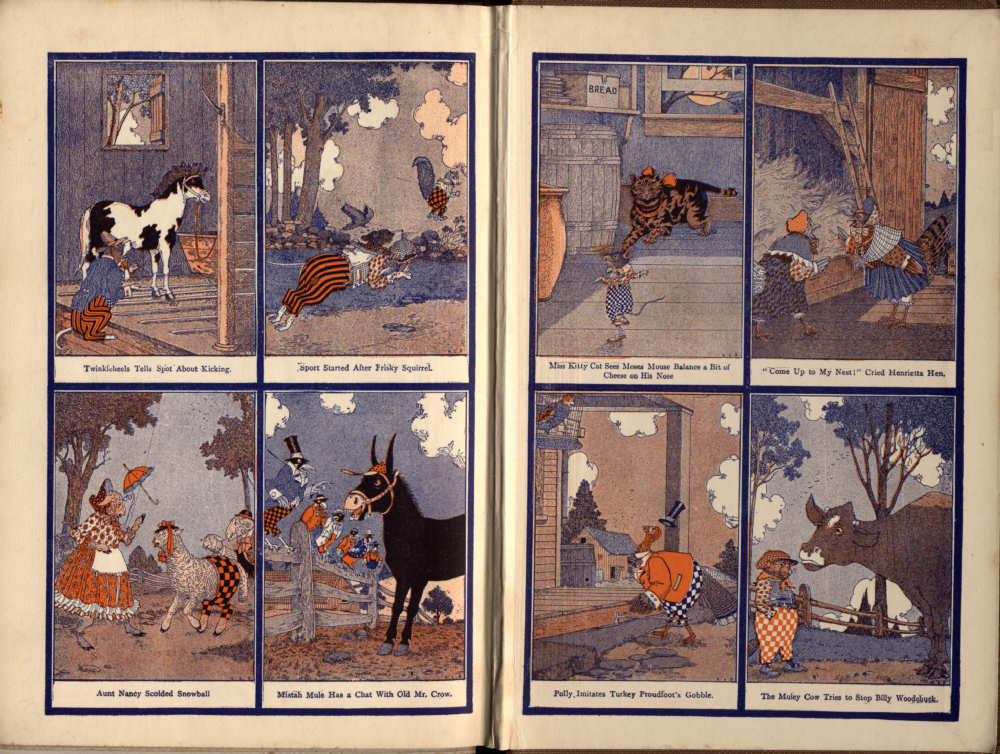 Twinkleheels Tells Spot About Kicking.
Spott Started After Frisky Squirrel.
Aunt Nancy Scolded Snowball
Mistah Mule Has a Chat With Old Mr. Crow.
BREAD
Miss Kitty Cat Sees Moses Mouse Balance a Bit of
Cheese on His Nose
"Come Up to My Nest!" Cried Henrietta Hen.
Polly Imitates Turkey Proudfoot's Gobble.
The Muley Cow Tries to Stop Billy Woodchuck.